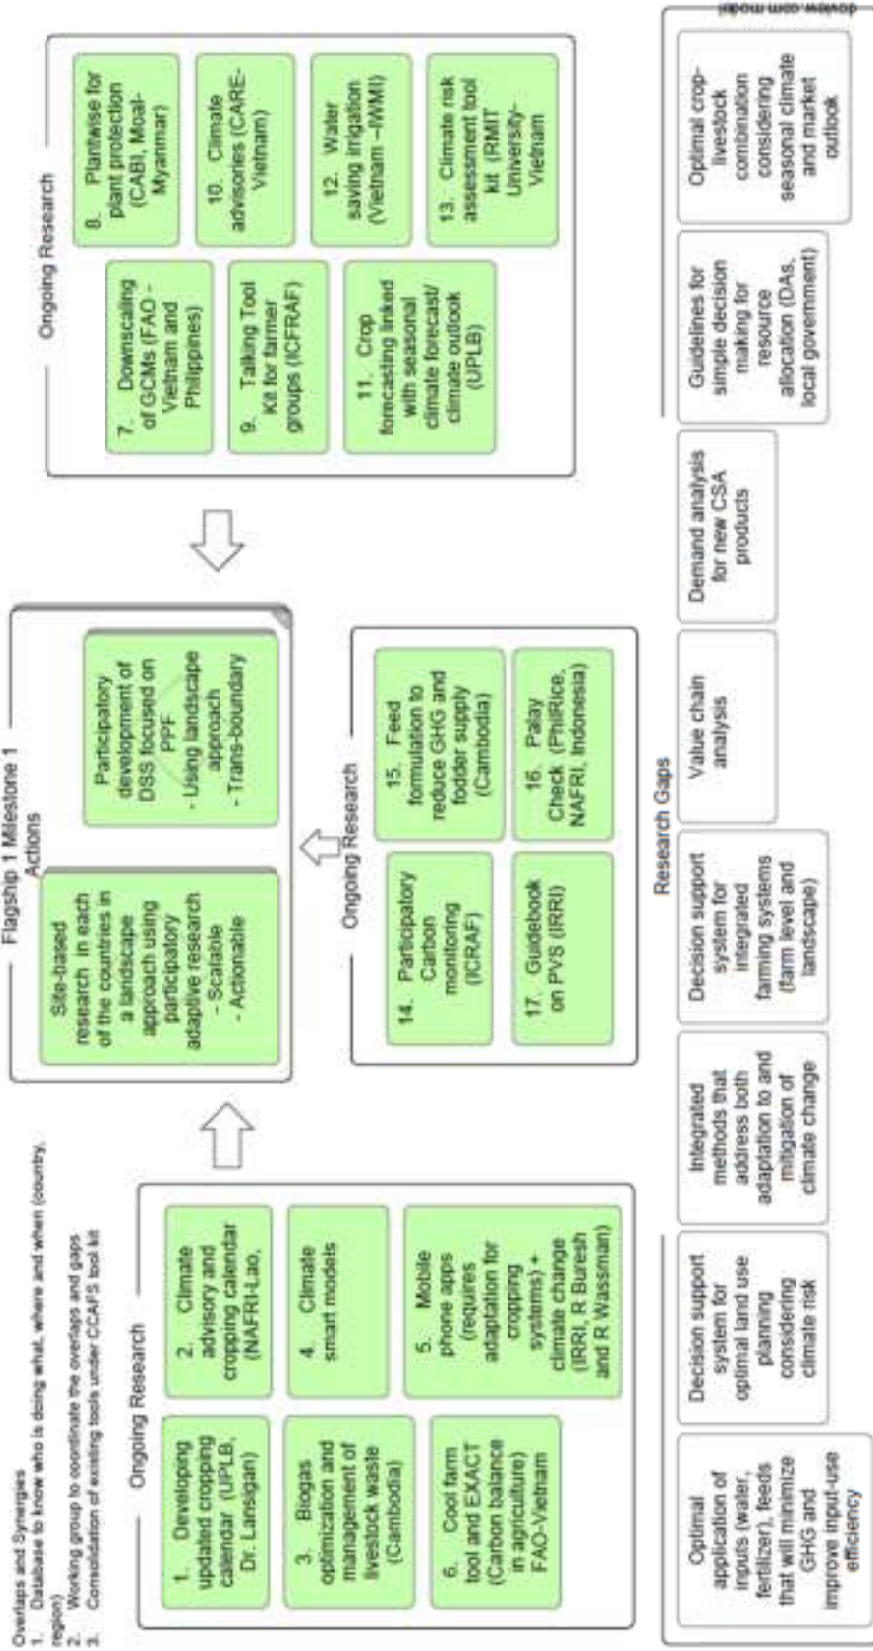 Overlaps and Synergies
1. Database to know who is doing what, where and when (country,
region)
2. Working group to coordinate the overlaps and gaps
3. Consolidation of existing tools under CCAFS tool kit
Flagship 1 Milestone 1
Actions
Site-based
research in each
of the countries in
a landscape
approach using
participatory
adaptive research
- Scalable
- Actionable
Participatory
development of
DSS focused on
PPF
- Using landscape
approach
- Trans-boundary
Ongoing Research
1. Developing
updated cropping
calendar (UPLB,
Dr. Lansigan)
2. Climate
advisory and
cropping calendar
(NAFRI-Lao,
3. Biogas
optimization and
management of
livestock waste
(Cambodia)
4. Climate
smart models
6. Cool farm
tool and EXACT
(Carbon balance
in agriculture)
FAO-Vietnam
5. Mobile
phone apps
(requires
adaptation for
cropping
systems) +
climate change
(IRRI, R Buresh
and R Wassman)
Ongoing Research
14. Participatory
Carbon
monitoring
(ICRAF)
15. Feed
formulation to
reduce GHG and
fodder supply
(Cambodia)
17. Guidebook
on PVS (IRRI)
16. Palay
Check (PhilRice,
NAFRI, Indonesia)
Ongoing Research
7. Downscaling
of GCMs (FAO -
Vietnam and
Philippines)
8. Plantwise for
plant protection
(CABI, MoaI-
Myanmar)
9. Talking Tool
Kit for farmer
groups (ICFRAF)
10. Climate
advisories (CARE-
Vietnam)
11. Crop
forecasting linked
with seasonal
climate forecast/
climate outlook
(UPLB)
12. Water
saving irrigation
(Vietnam –IWMI)
13. Climate risk
assessment tool
kit (RMIT
University-
Vietnam
Research Gaps
Optimal
application of
inputs (water,
fertilizer), feeds
that will minimize
GHG and
improve input-use
efficiency
Decision support
system for
optimal land use
planning
considering
climate risk
Integrated
methods that
address both
adaptation to and
mitigation of
climate change
Decision support
system for
integrated
farming systems
(farm level and
landscape)
Value chain
analysis
Demand analysis
for new CSA
products
Guidelines for
simple decision
making for
resource
allocation (DAs,
local government)
Optimal crop-
livestock
combination
considering
seasonal climate
and market
outlook
doview.com model